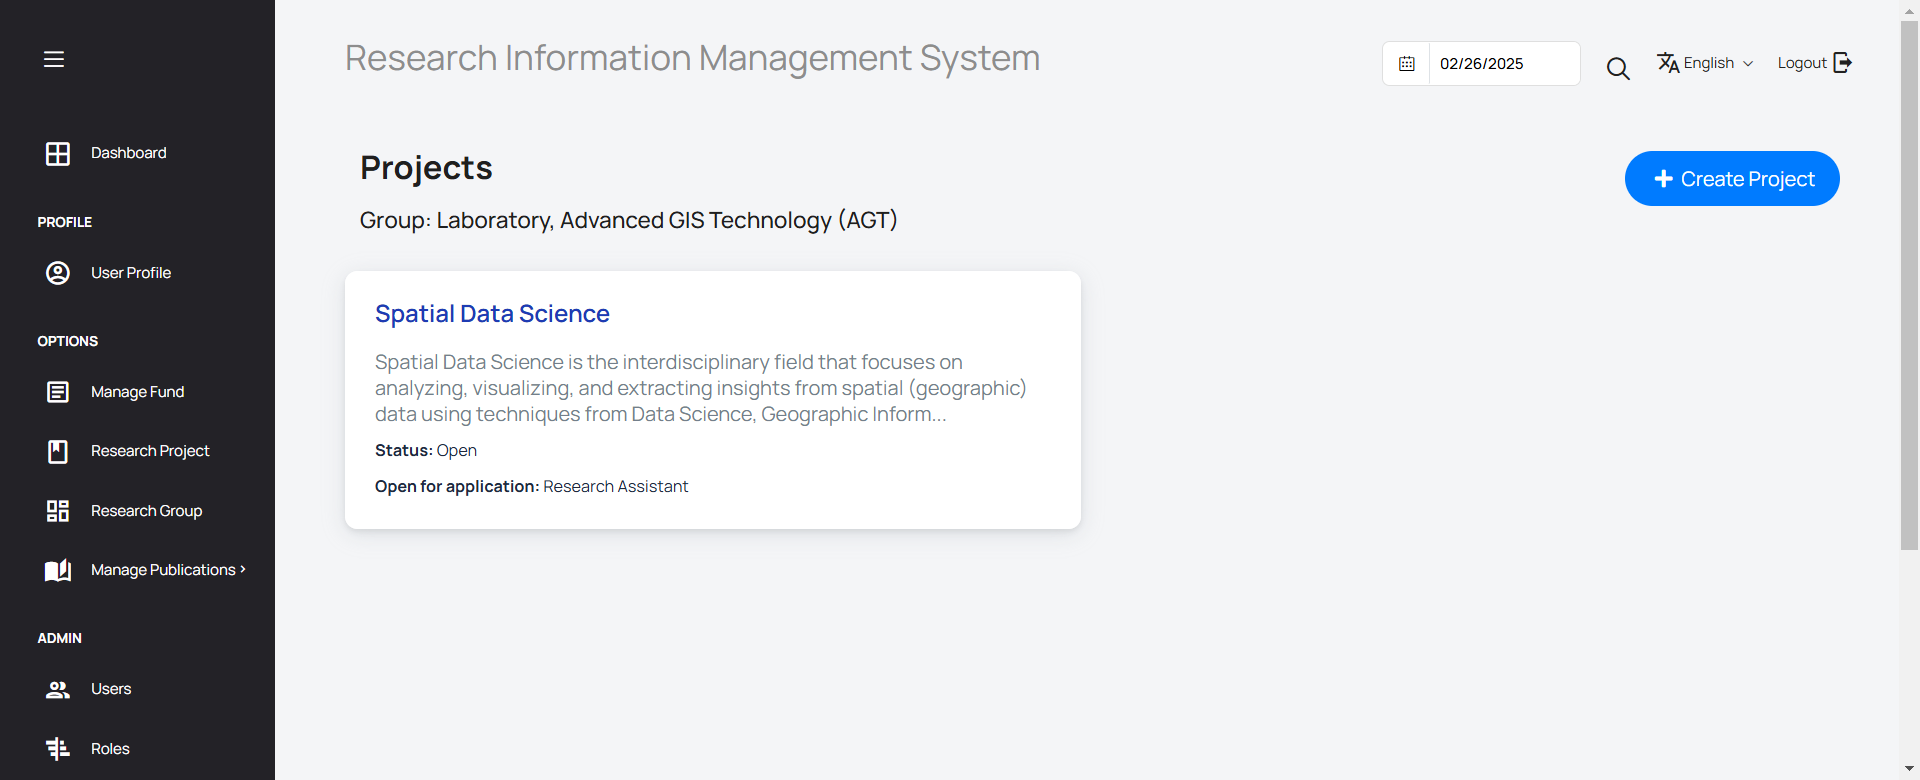 Research Information Management System
02/26/2025
English
Logout
Dashboard
PROFILE
User Profile
OPTIONS
Manage Fund
Research Project
Research Group
Manage Publications >
ADMIN
Users
Roles
Projects
Create Project
Group: Laboratory, Advanced GIS Technology (AGT)
Spatial Data Science
Spatial Data Science is the interdisciplinary field that focuses on
analyzing, visualizing, and extracting insights from spatial (geographic)
data using techniques from Data Science, Geographic Inform...
Status: Open
Open for application: Research Assistant